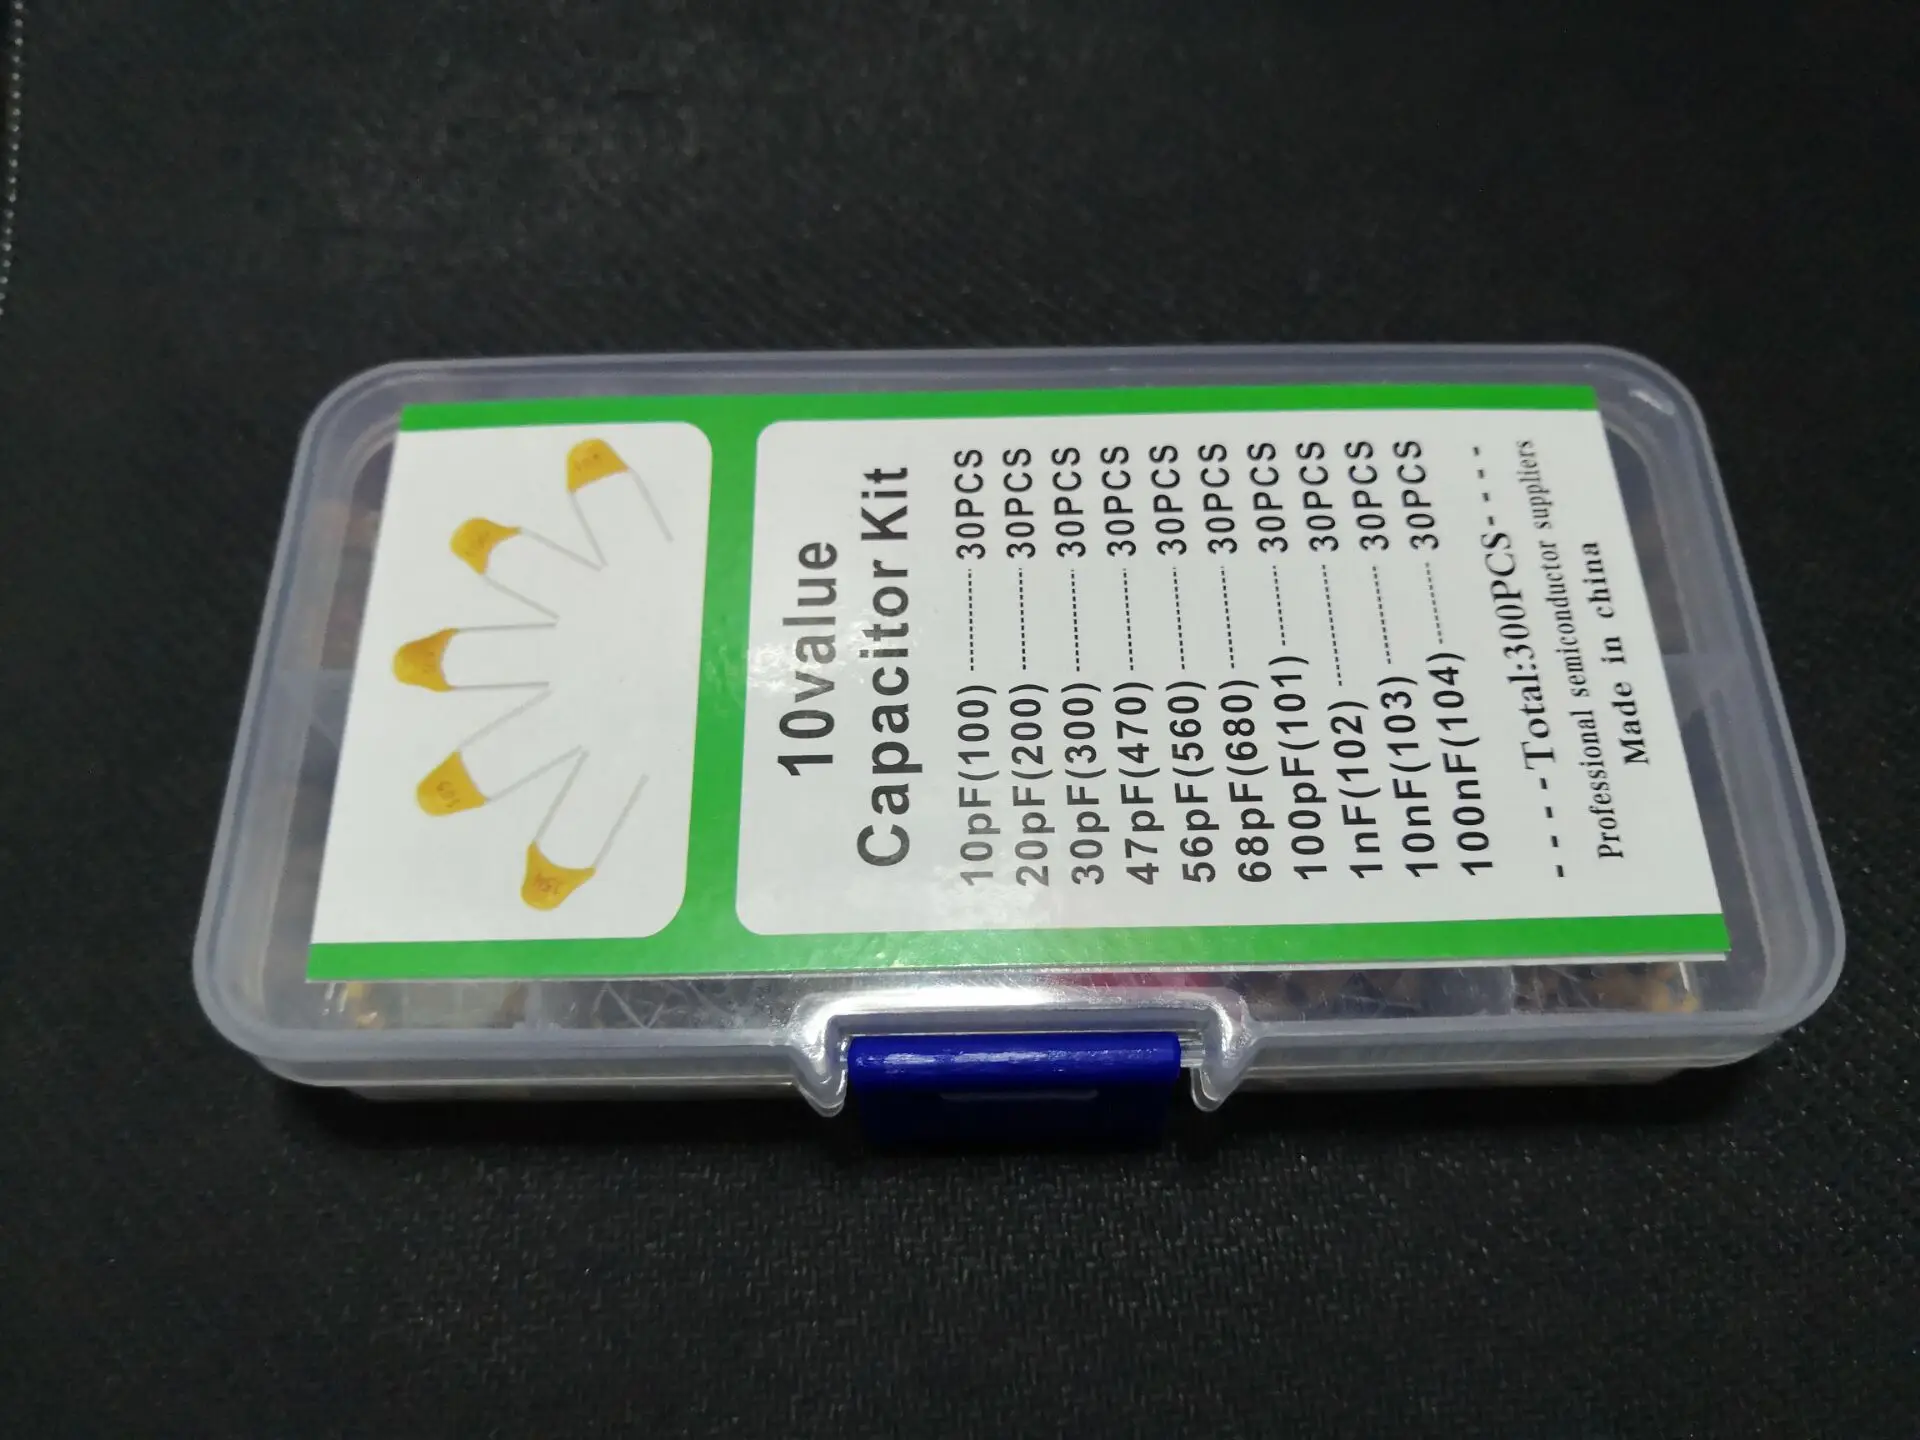 10value
Capacitor Kit
10pF(100)------------30PCS
20pF(200)------------30PCS
30pF(300)------------30PCS
47pF(470)------------30PCS
56pF(560)------------30PCS
68pF(680)------------30PCS
100pF(101)----------30PCS
1nF(102)--------------30PCS
10nF(103)------------30PCS
100nF(104)----------30PCS
----Total:300PCS----
Professional semiconductor suppliers
Made in china